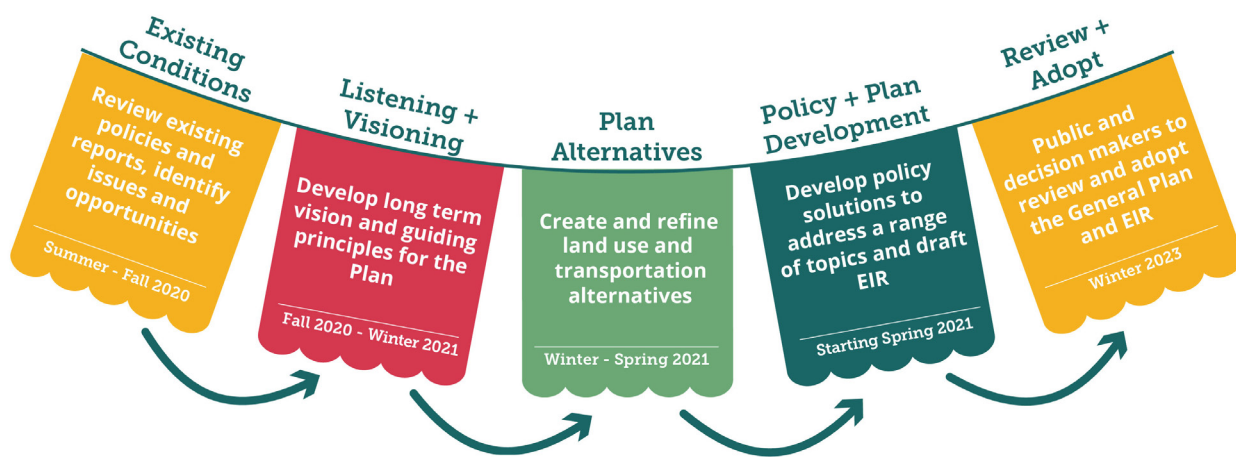 Existing
Conditions
Review existing
policies and
reports, identify
issues and
opportunities
Summer - Fall 2020
Listening +
Visioning
Develop long term
vision and guiding
principles for the
Plan
Fall 2020 - Winter 2021
Plan
Alternatives
Create and refine
land use and
transportation
alternatives
Winter - Spring 2021
Policy + Plan
Development
Develop policy
solutions to
address a range
of topics and draft
EIR
Starting Spring 2021
Review +
Adopt
Public and
decision makers to
review and adopt
the General Plan
and EIR
Winter 2023